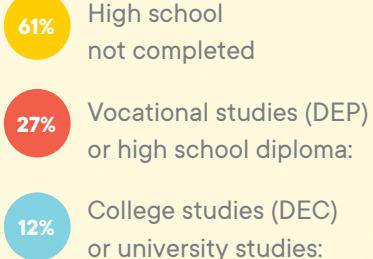 61%
High school
not completed
27%
Vocational studies (DEP)
or high school diploma:
12%
College studies (DEC)
or university studies: